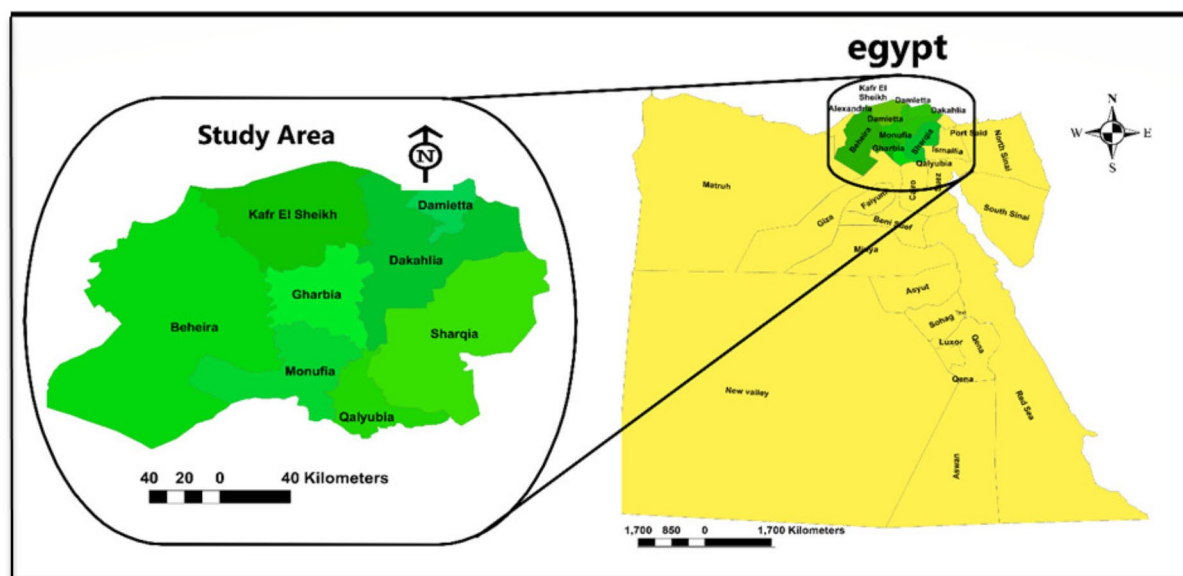 egypt
Study Area
N
Kafr El Sheikh
Damietta
Dakahlia
Gharbia
Beheira
Sharqia
Monufia
Qalyubia
40 20 0 40 Kilometers
Kafr El
Sheikh
Damietta
Alexandria
Dakahlia
Damietta
Beheira
Monufia
Sharqia
Port Said
Gharbia
Ismailia
Qalyubia
North Sinai
N
W E
S
Matruh
Faiyum
Giza
Beni Suef
South Sinai
Minya
Asyut
Sohag
Qena
Luxor
Qena
New valley
Red Sea
Aswan
1,700 850 0 1,700 Kilometers